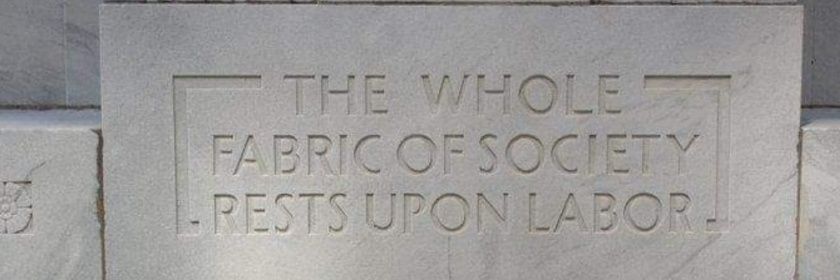 THE WHOLE
FABRIC OF SOCIETY
RESTS UPON LABOR